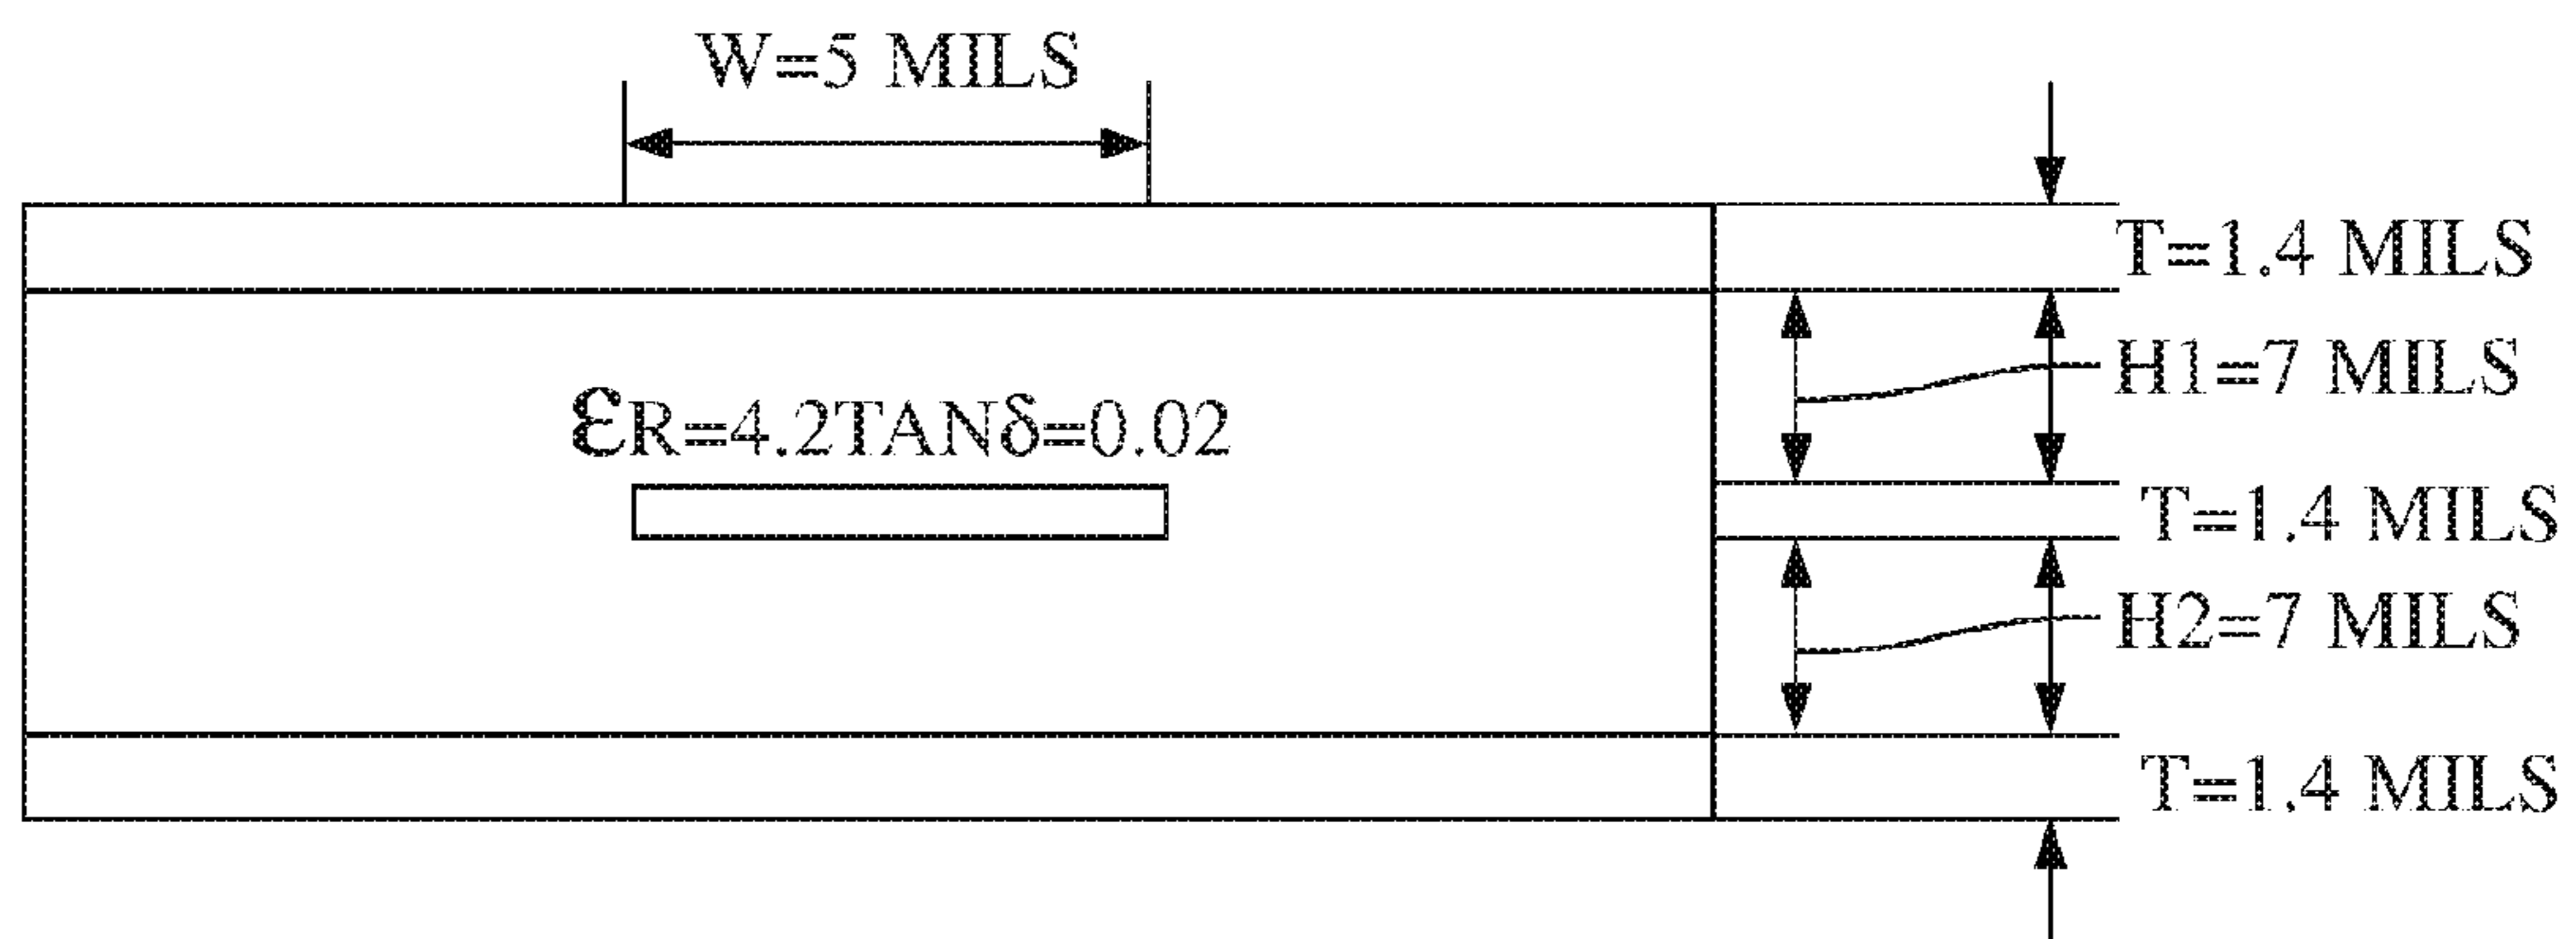 W=5 MILS
T=1.4 MILS
H1=7 MILS
εR=4.2TANδ=0.02
T=1.4 MILS
H2=7 MILS
T=1.4 MILS